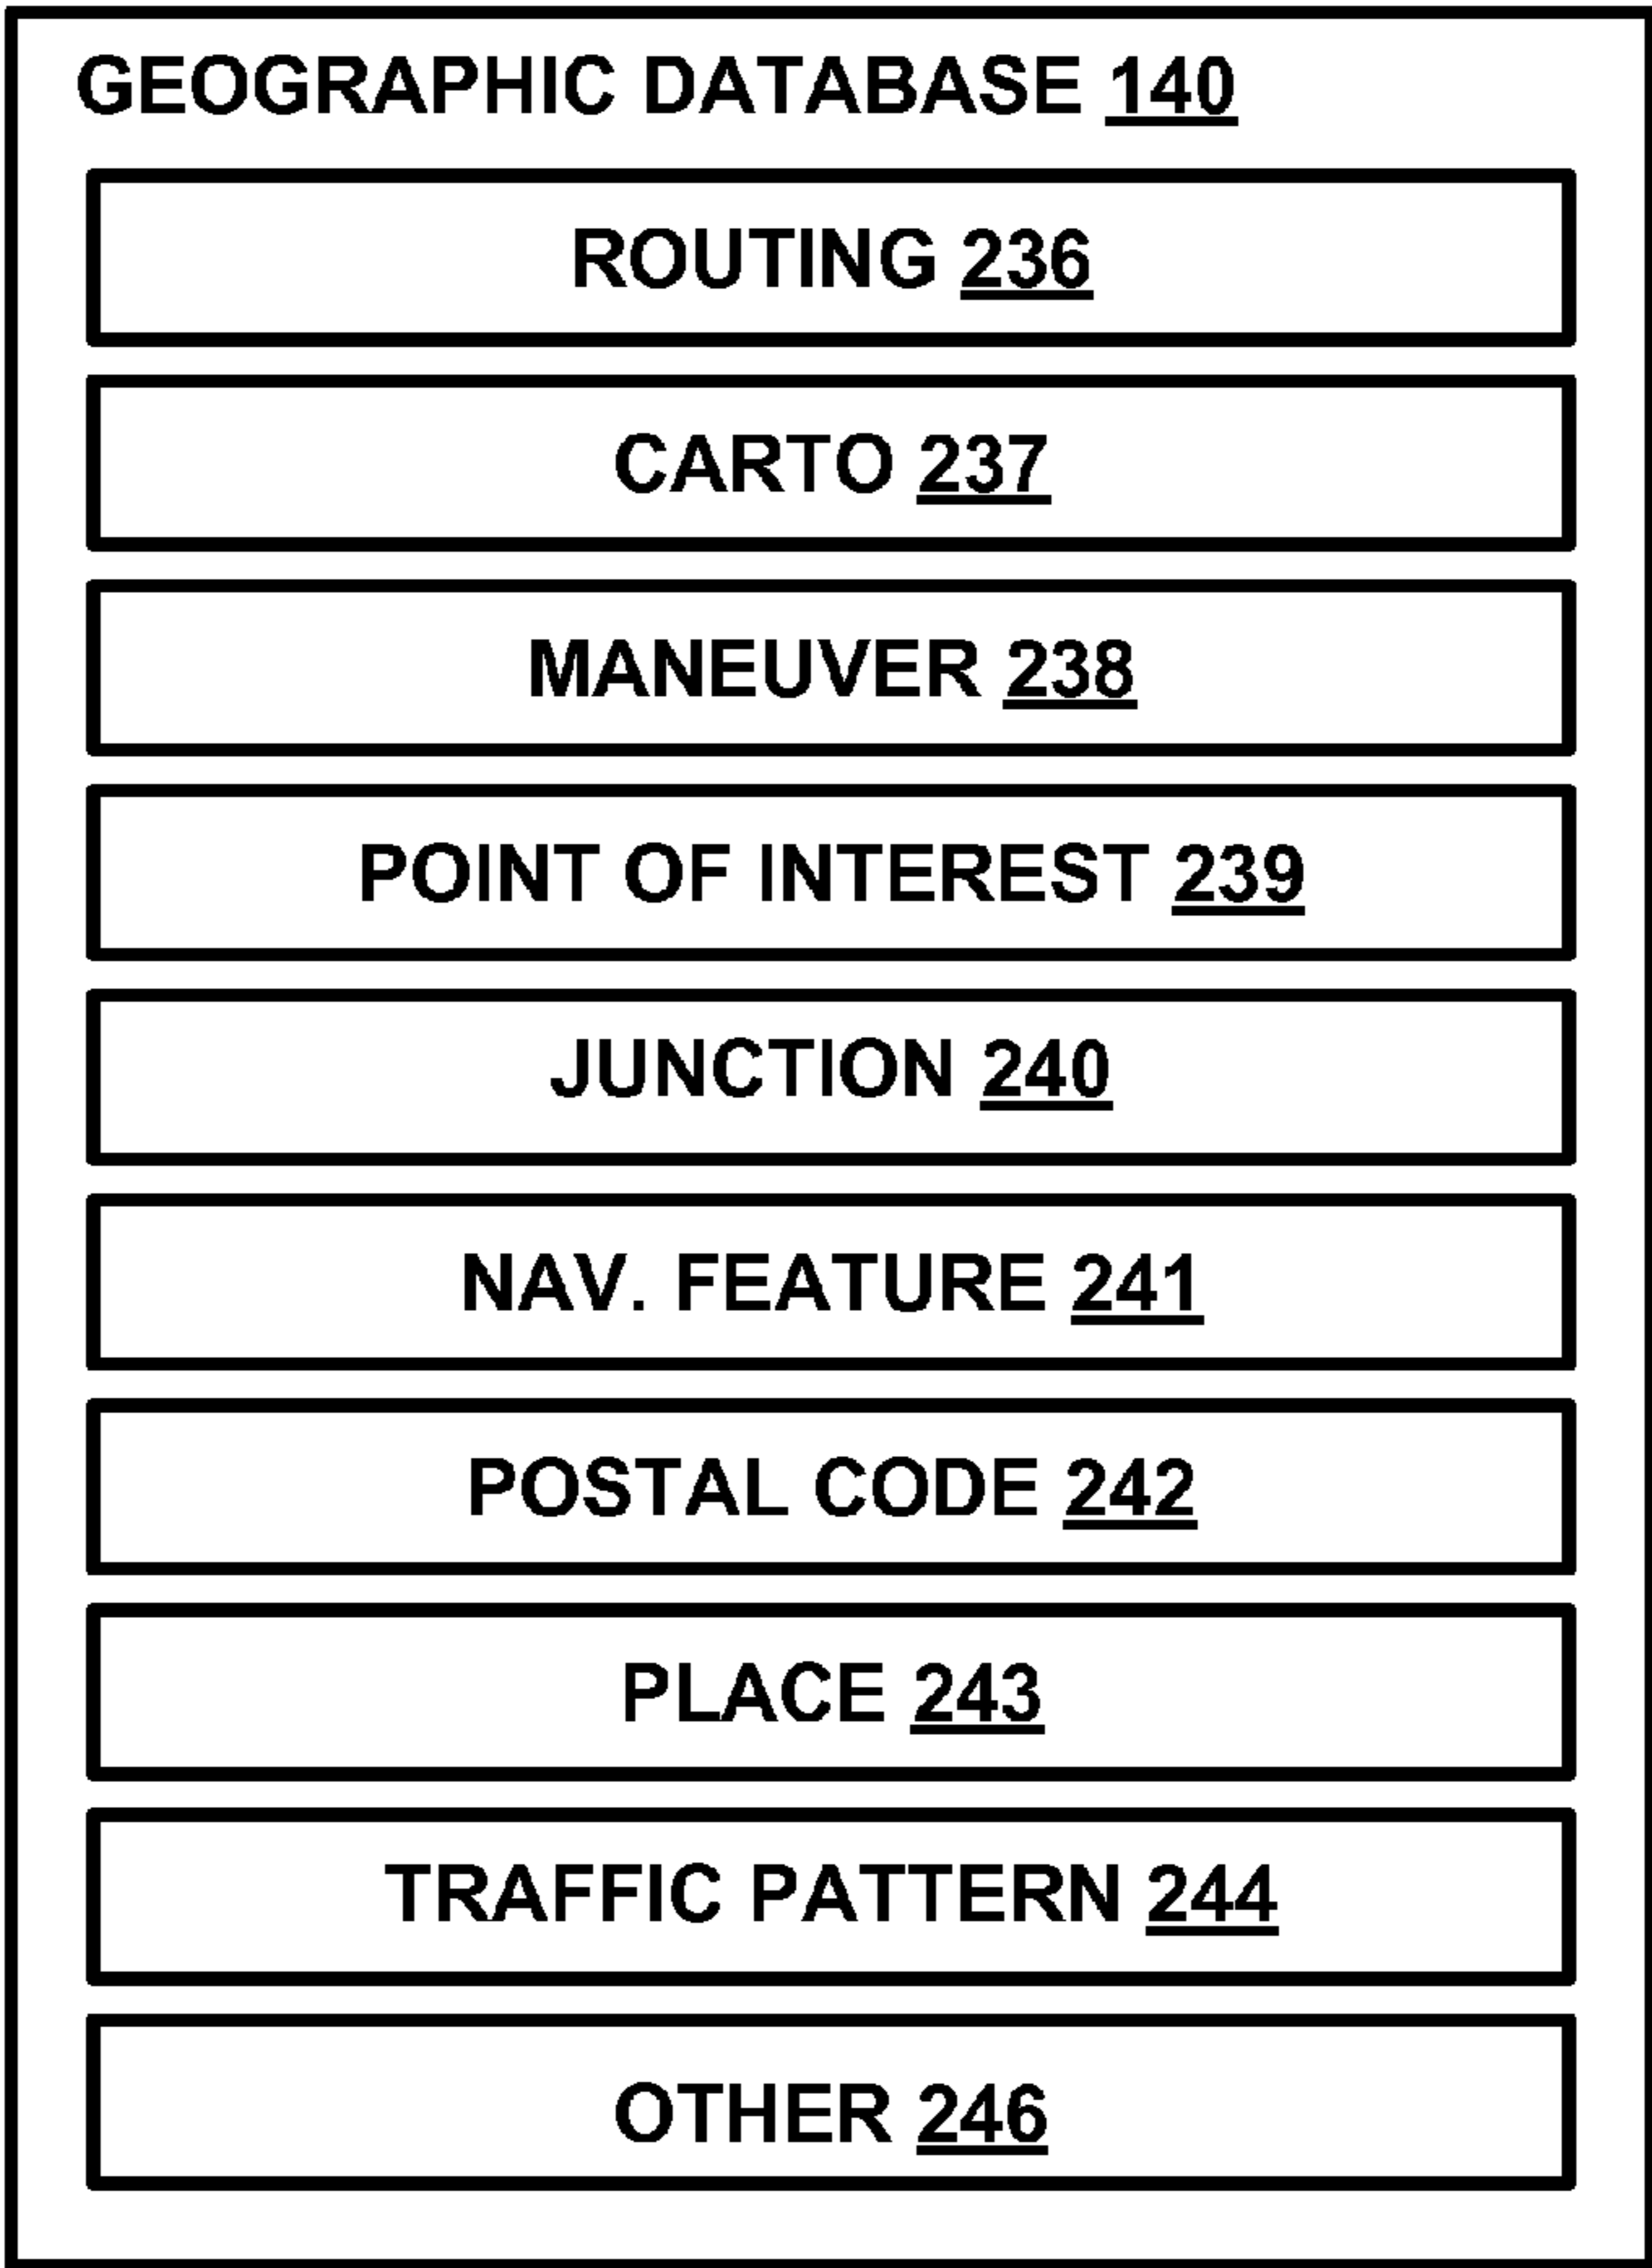 GEOGRAPHIC DATABASE 140
ROUTING 236
CARTO 237
MANEUVER 238
POINT OF INTEREST 239
JUNCTION 240
NAV. FEATURE 241
POSTAL CODE 242
PLACE 243
TRAFFIC PATTERN 244
OTHER 246